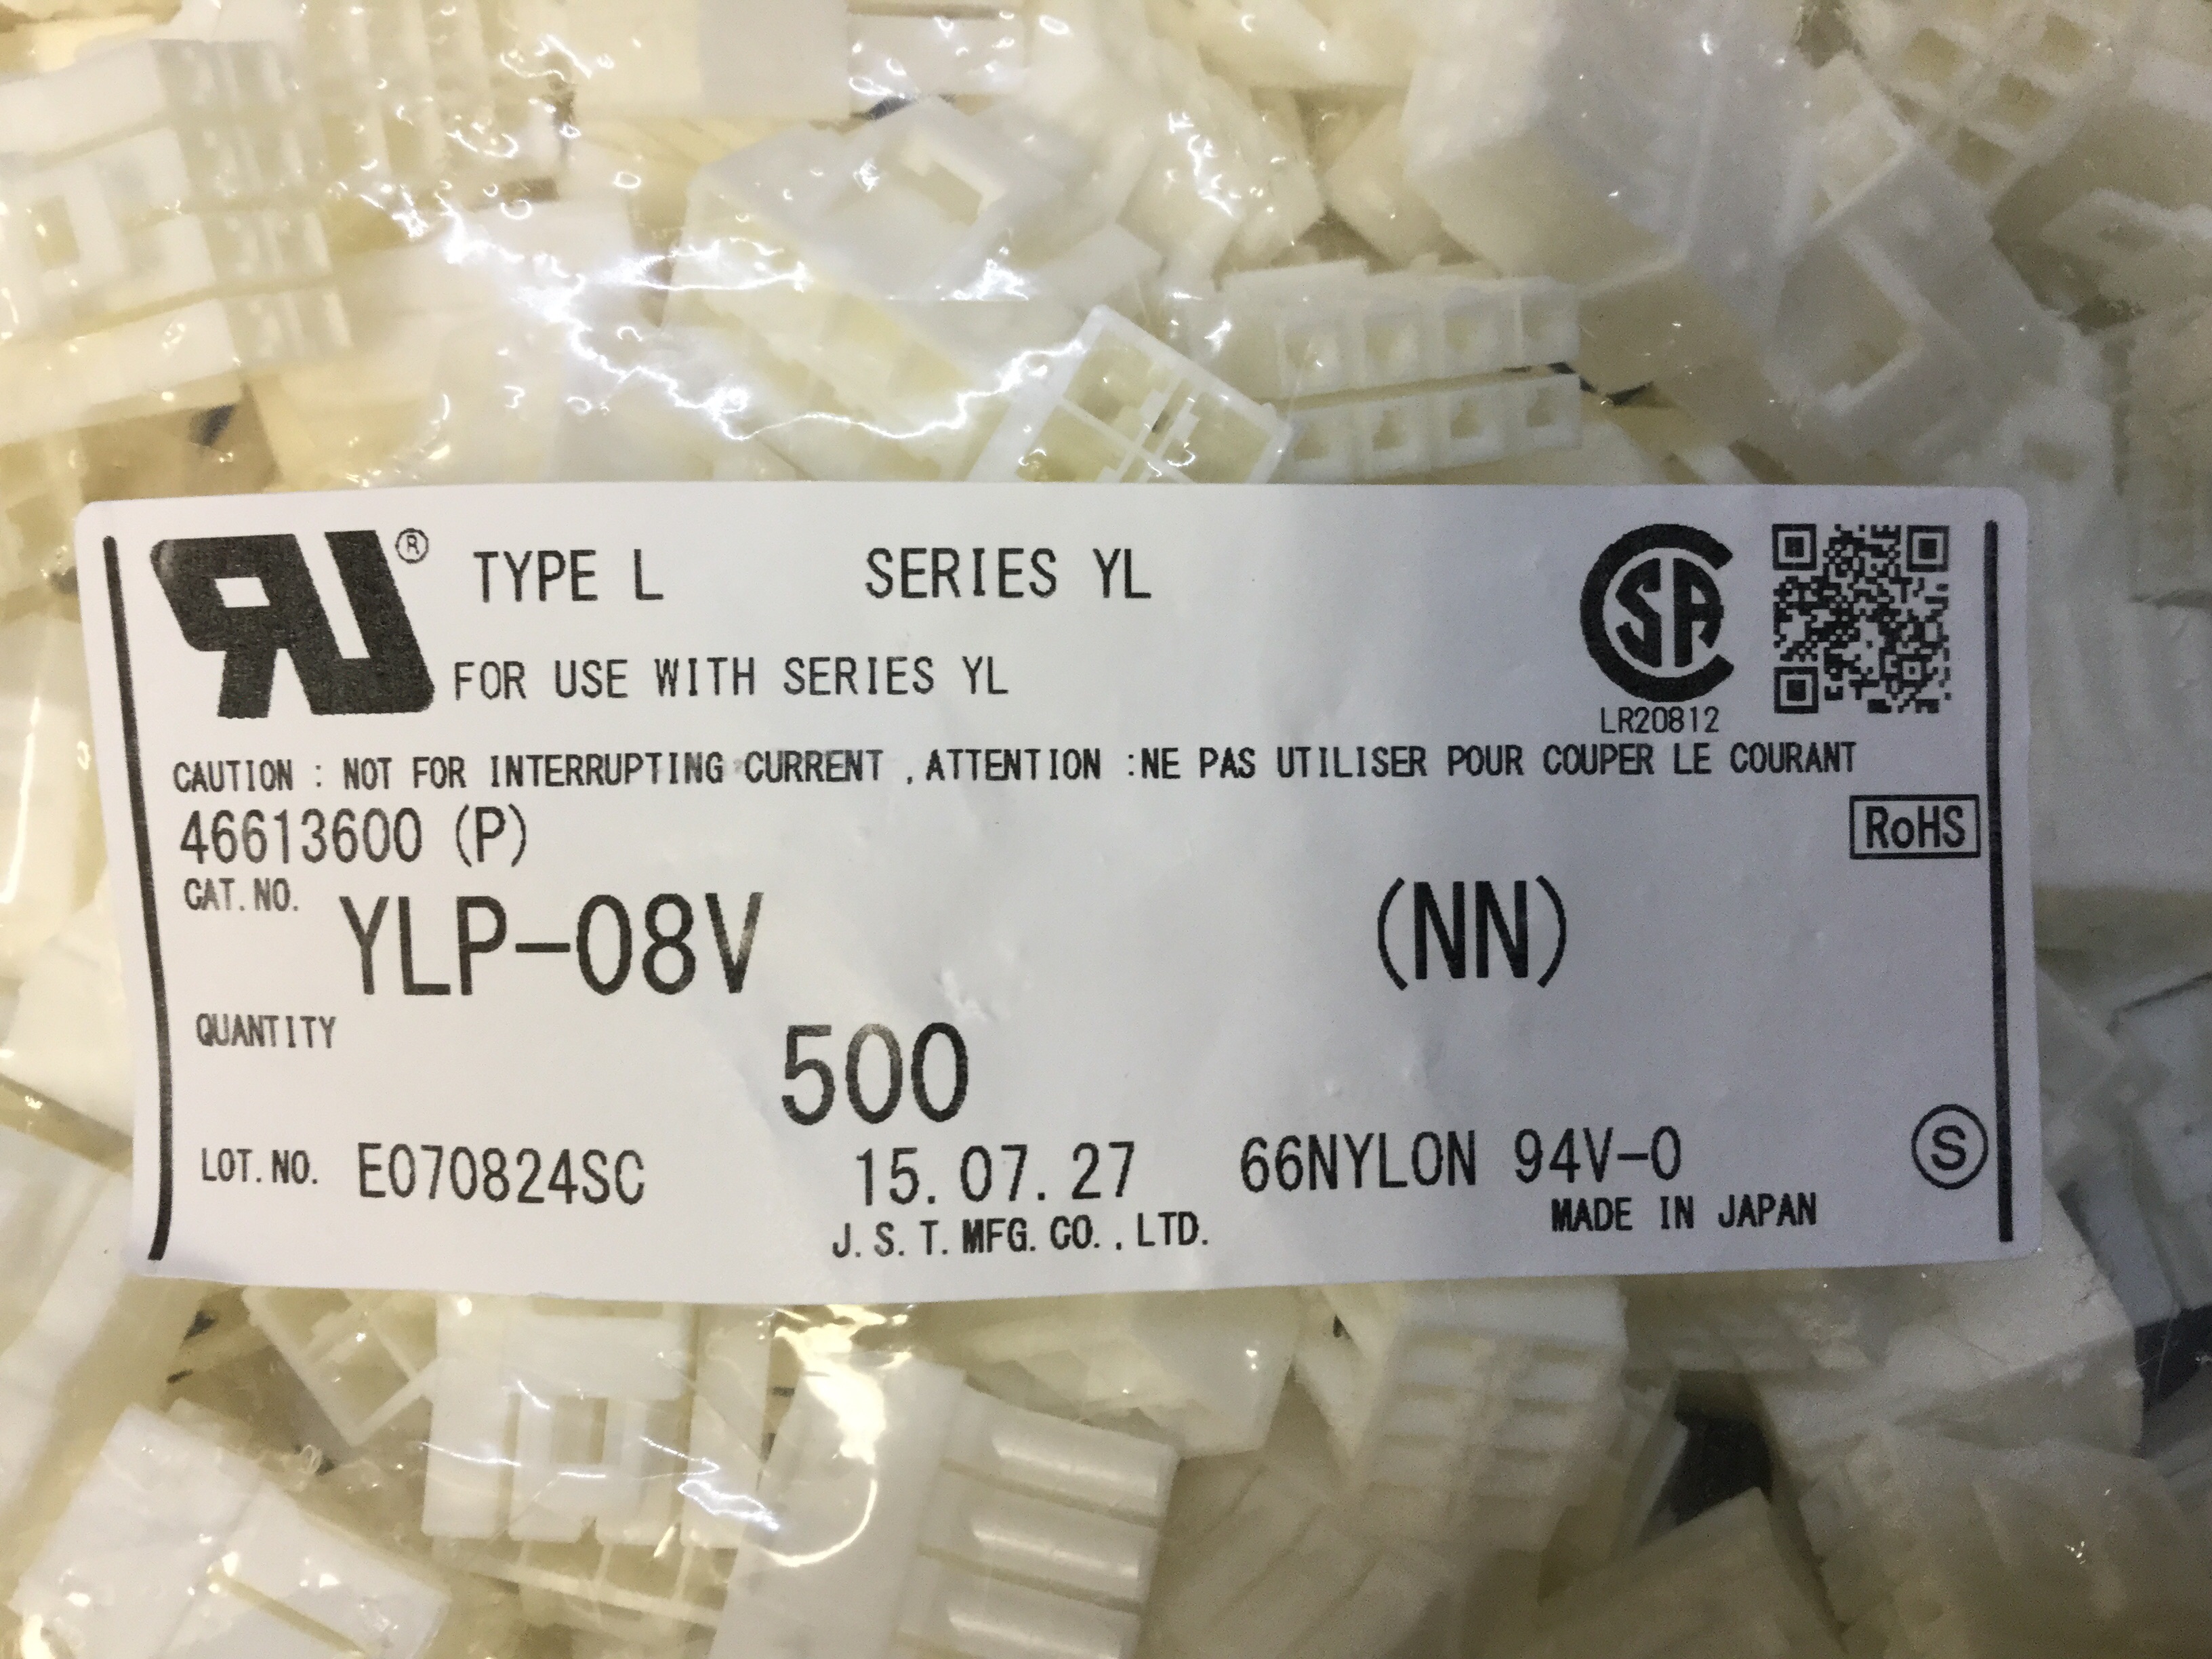 RU® TYPE L SERIES YL
FOR USE WITH SERIES YL
CSA
LR20812
CAUTION : NOT FOR INTERRUPTING CURRENT , ATTENTION :NE PAS UTILISER POUR COUPER LE COURANT
46613600 (P)
RoHS
CAT. NO. YLP-08V (NN)
QUANTITY 500
LOT. NO. E070824SC 15. 07. 27 66NYLON 94V-0 S
J. S. T. MFG. CO. , LTD. MADE IN JAPAN